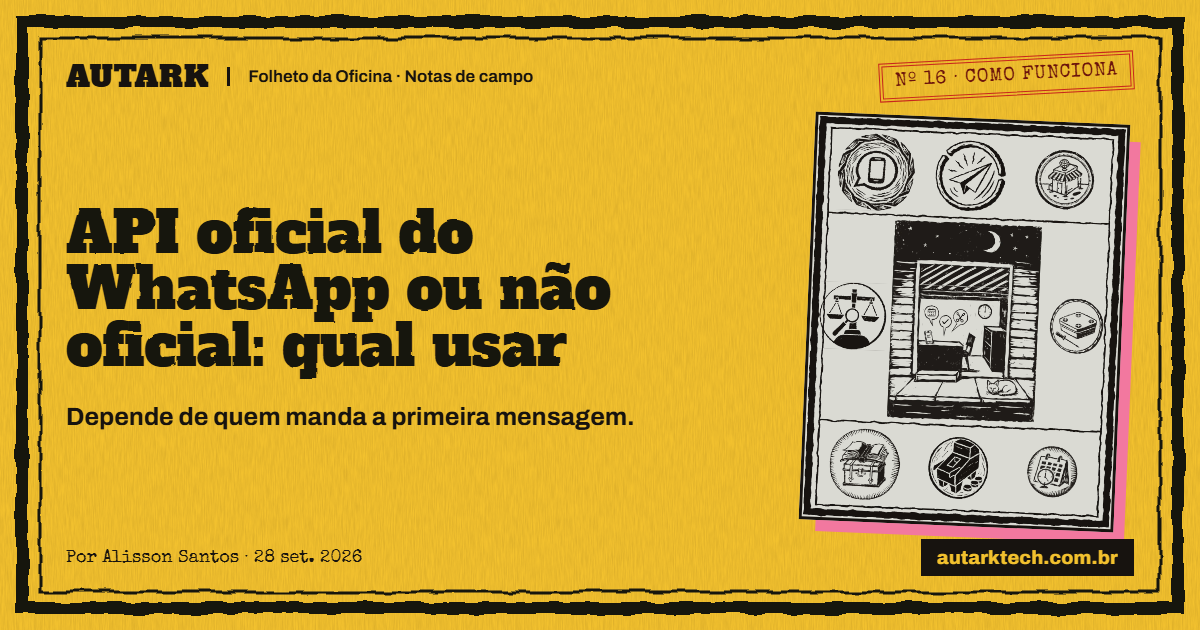 AUTARK | Folheto da Oficina · Notas de campo
Nº 16 · COMO FUNCIONA
API oficial do
WhatsApp ou não
oficial: qual usar
Depende de quem manda a primeira mensagem.
Por Alisson Santos · 28 set. 2026
autarktech.com.br